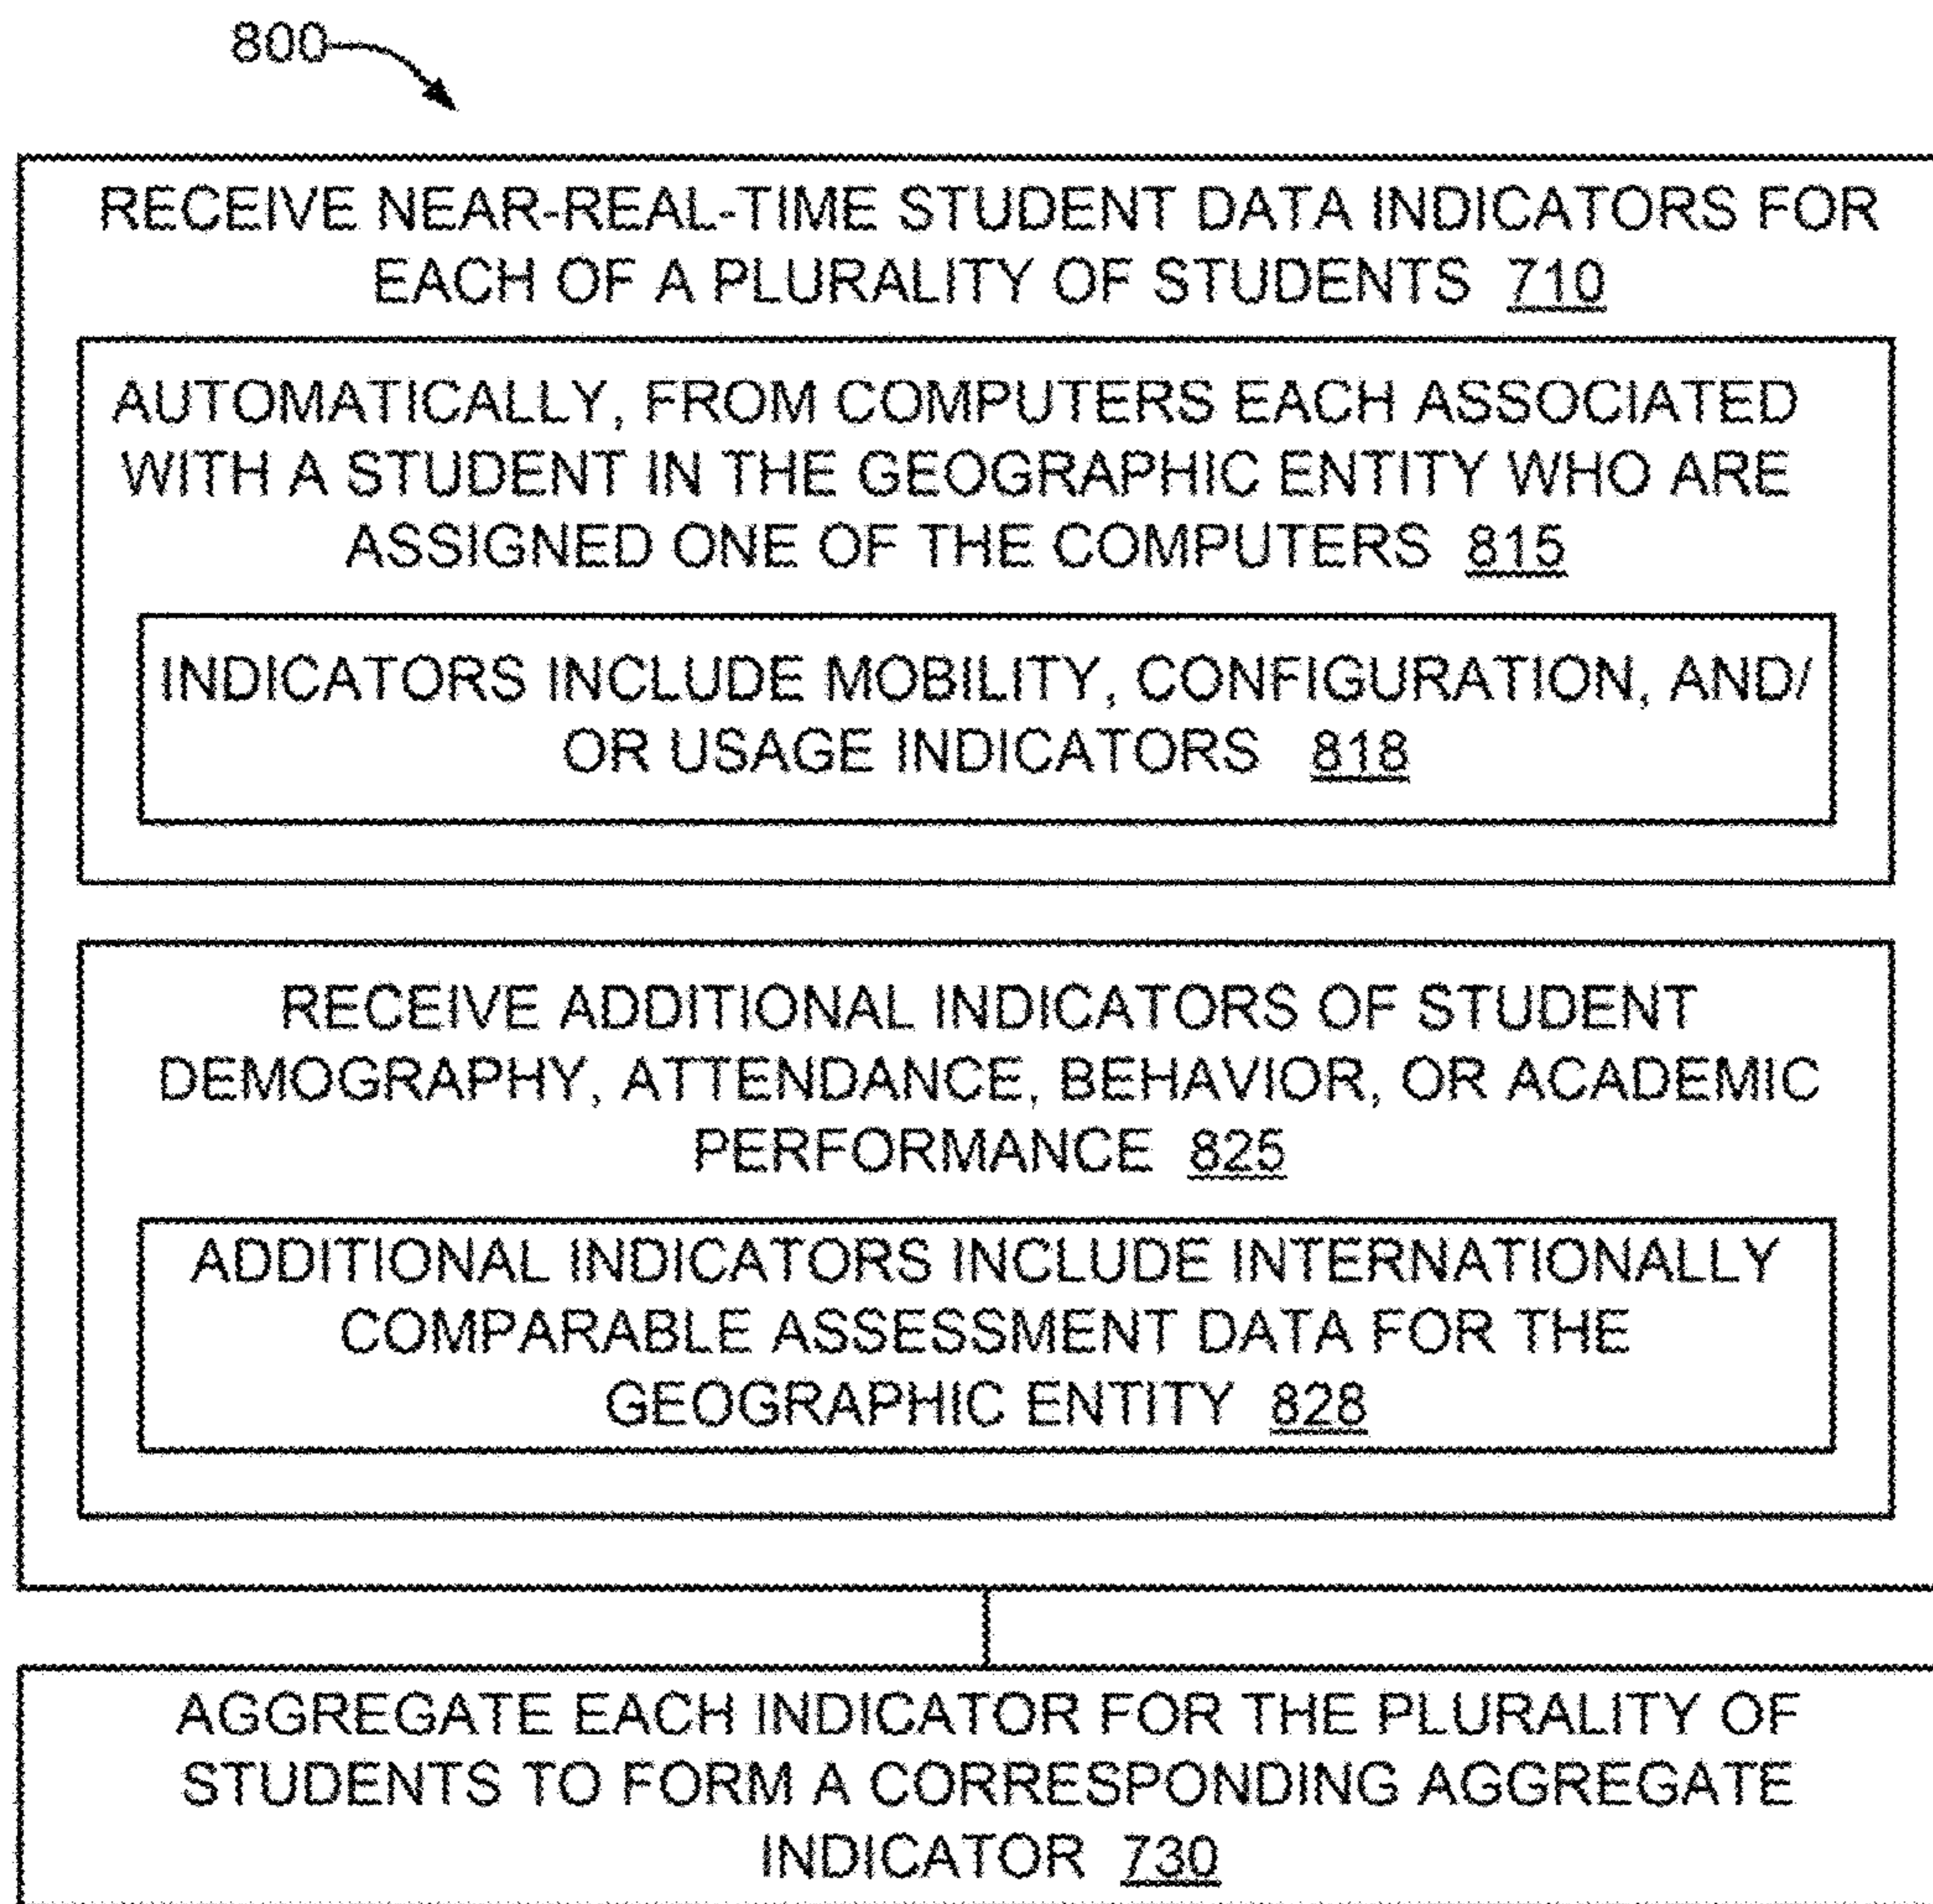 800
RECEIVE NEAR-REAL-TIME STUDENT DATA INDICATORS FOR
EACH OF A PLURALITY OF STUDENTS 710
AUTOMATICALLY, FROM COMPUTERS EACH ASSOCIATED
WITH A STUDENT IN THE GEOGRAPHIC ENTITY WHO ARE
ASSIGNED ONE OF THE COMPUTERS 815
INDICATORS INCLUDE MOBILITY, CONFIGURATION, AND/
OR USAGE INDICATORS 818
RECEIVE ADDITIONAL INDICATORS OF STUDENT
DEMOGRAPHY, ATTENDANCE, BEHAVIOR, OR ACADEMIC
PERFORMANCE 825
ADDITIONAL INDICATORS INCLUDE INTERNATIONALLY
COMPARABLE ASSESSMENT DATA FOR THE
GEOGRAPHIC ENTITY 828
AGGREGATE EACH INDICATOR FOR THE PLURALITY OF
STUDENTS TO FORM A CORRESPONDING AGGREGATE
INDICATOR 730